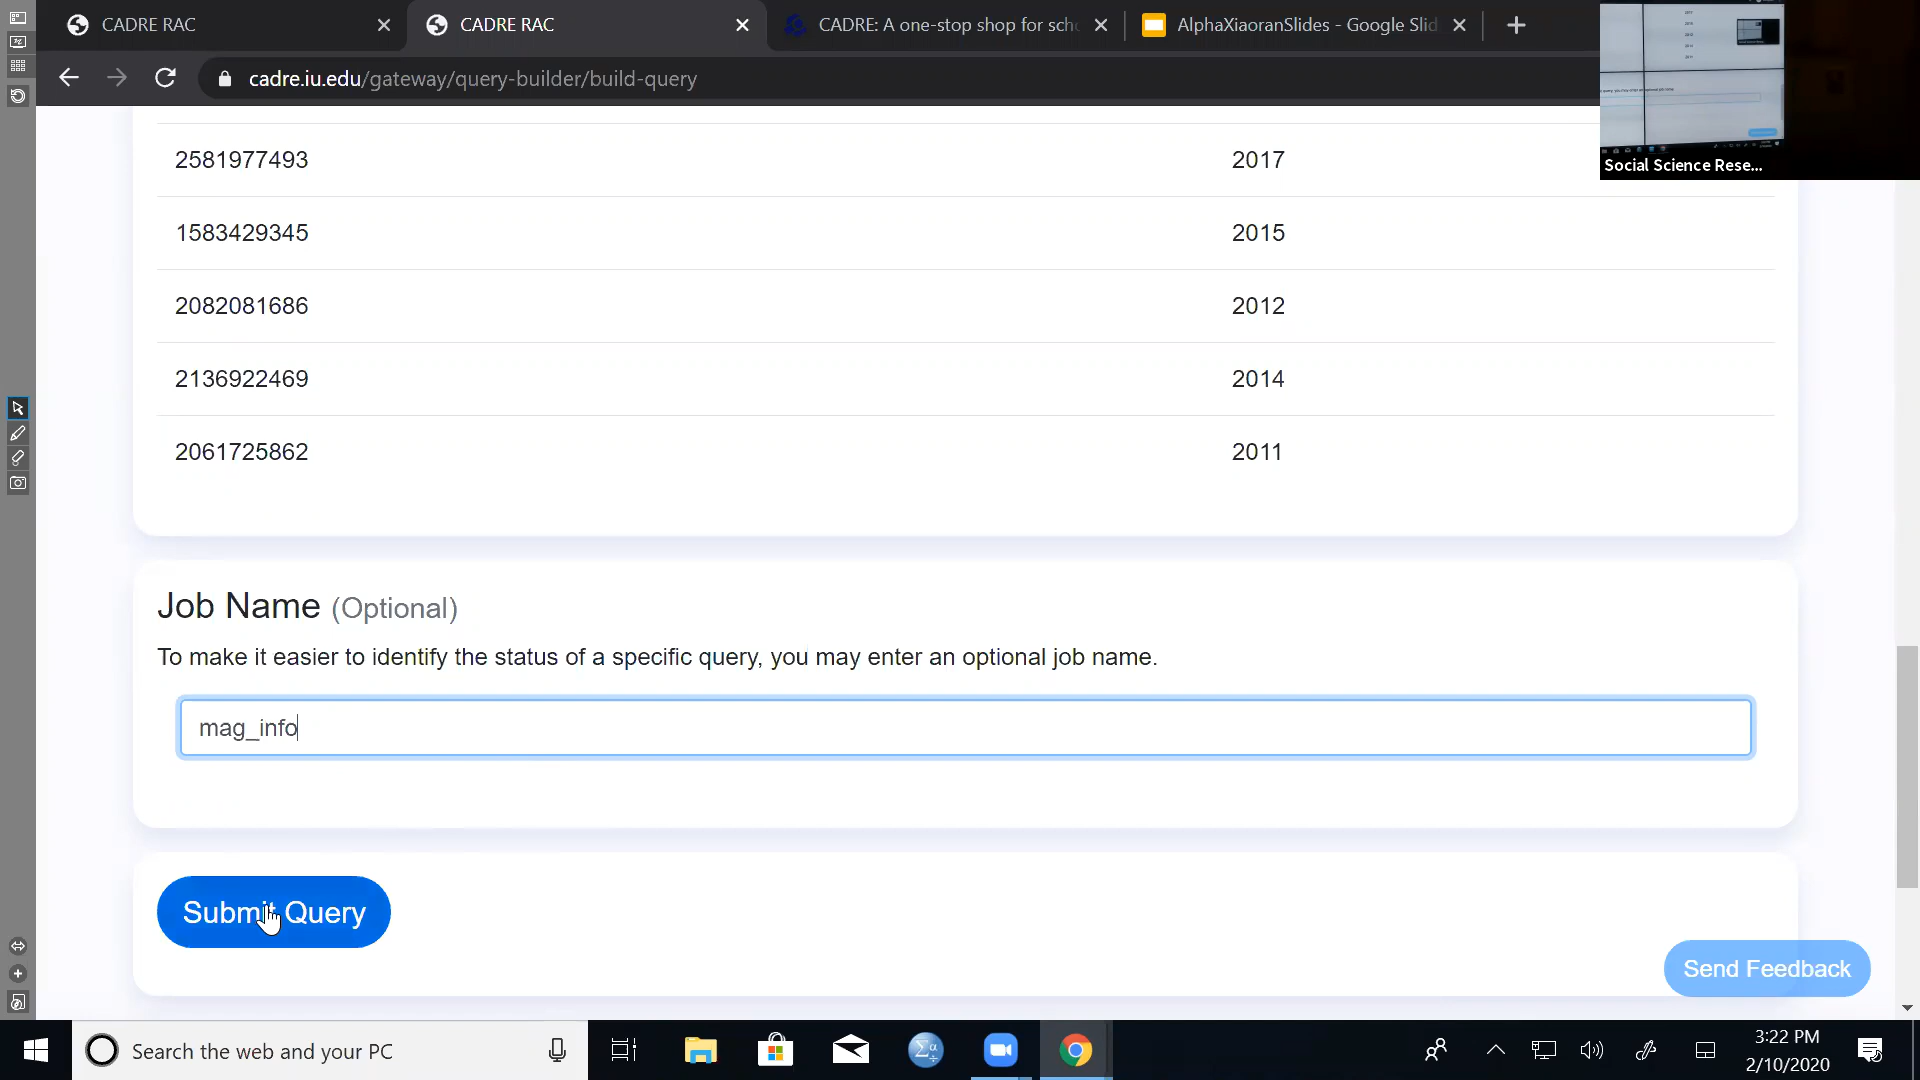 CADRE RAC
CADRE RAC
CADRE: A one-stop shop for sch
AlphaXiaoranSlides - Google Slid
cadre.iu.edu/gateway/query-builder/build-query
Social Science Rese...
2581977493 2017
1583429345 2015
2082081686 2012
2136922469 2014
2061725862 2011
Job Name (Optional)
To make it easier to identify the status of a specific query, you may enter an optional job name.
mag_info
Submit Query
Send Feedback
Search the web and your PC
3:22 PM
2/10/2020